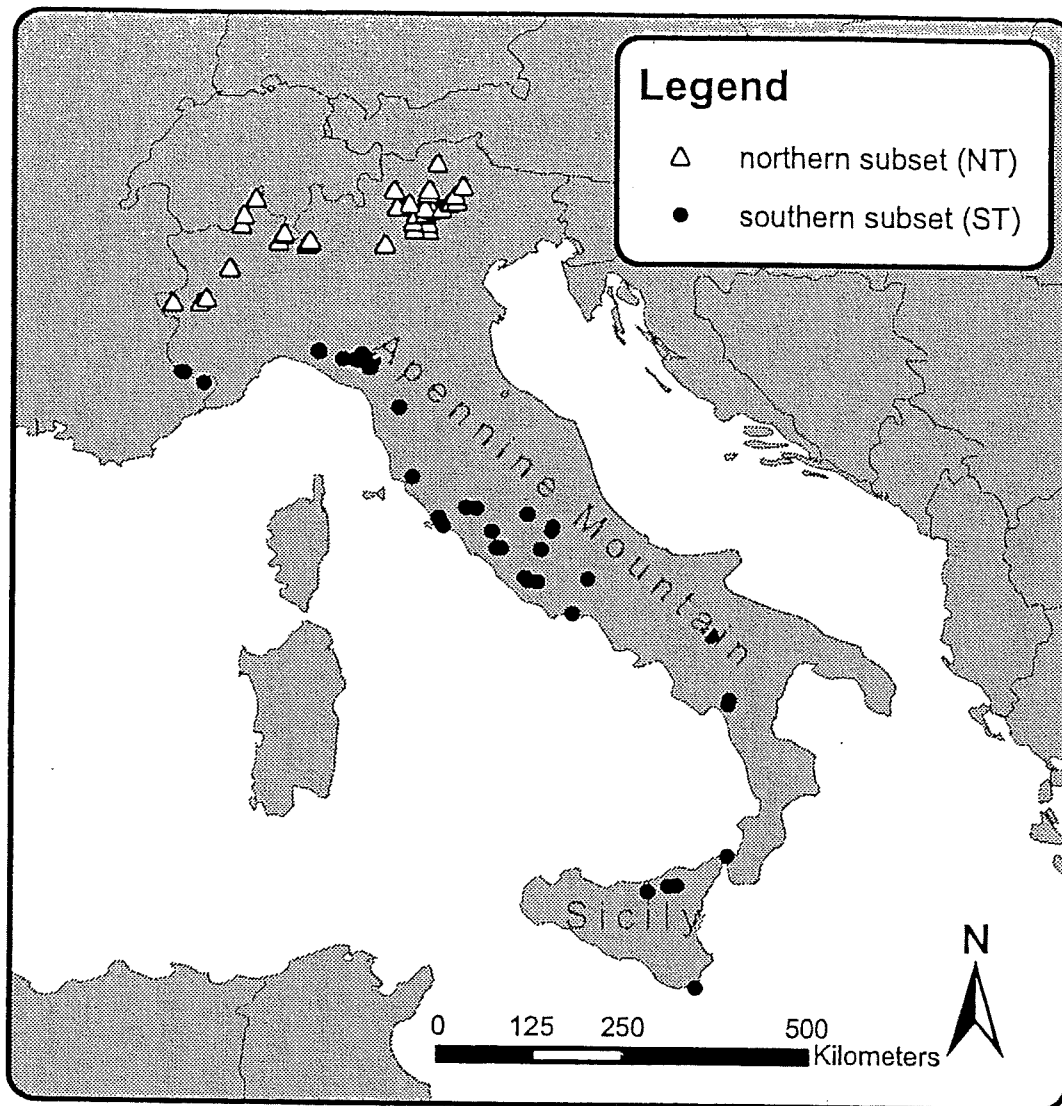 Legend
northern subset (NT)
southern subset (ST)
Apennine Mountain
Sicily
N
0 125 250 500
Kilometers